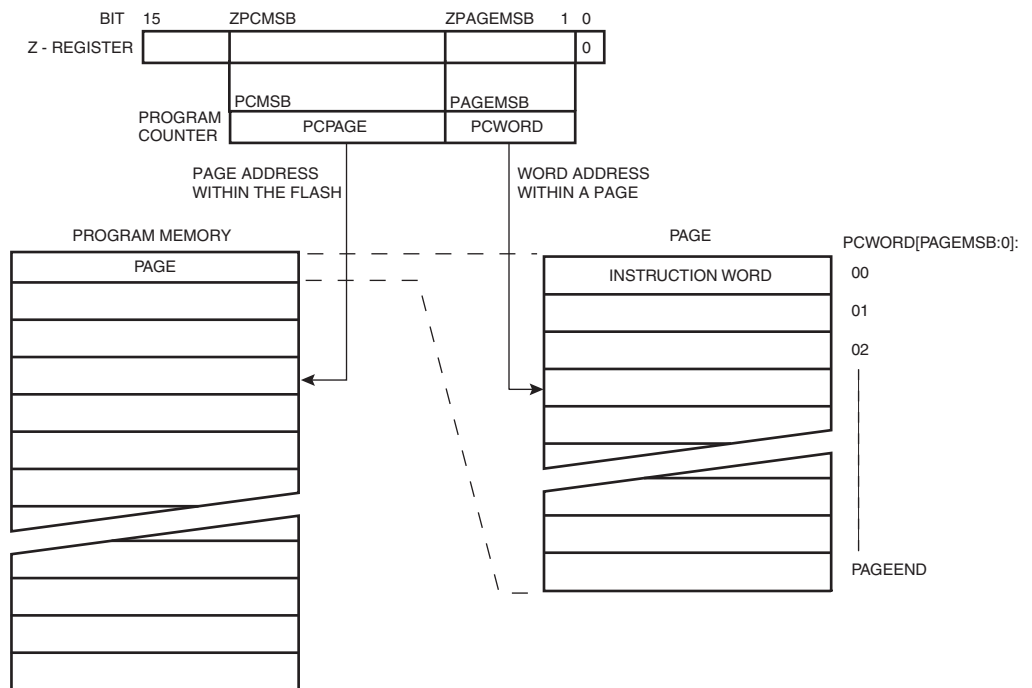 BIT 15 ZPCMSB ZPAGEMSB 1 0
Z - REGISTER 0
PCMSB PAGEMSB
PROGRAM
COUNTER
PCPAGE PCWORD
PAGE ADDRESS
WITHIN THE FLASH
WORD ADDRESS
WITHIN A PAGE
PROGRAM MEMORY
PAGE
PAGE
PCWORD[PAGEMSB:0]:
INSTRUCTION WORD
00
01
02
PAGEEND